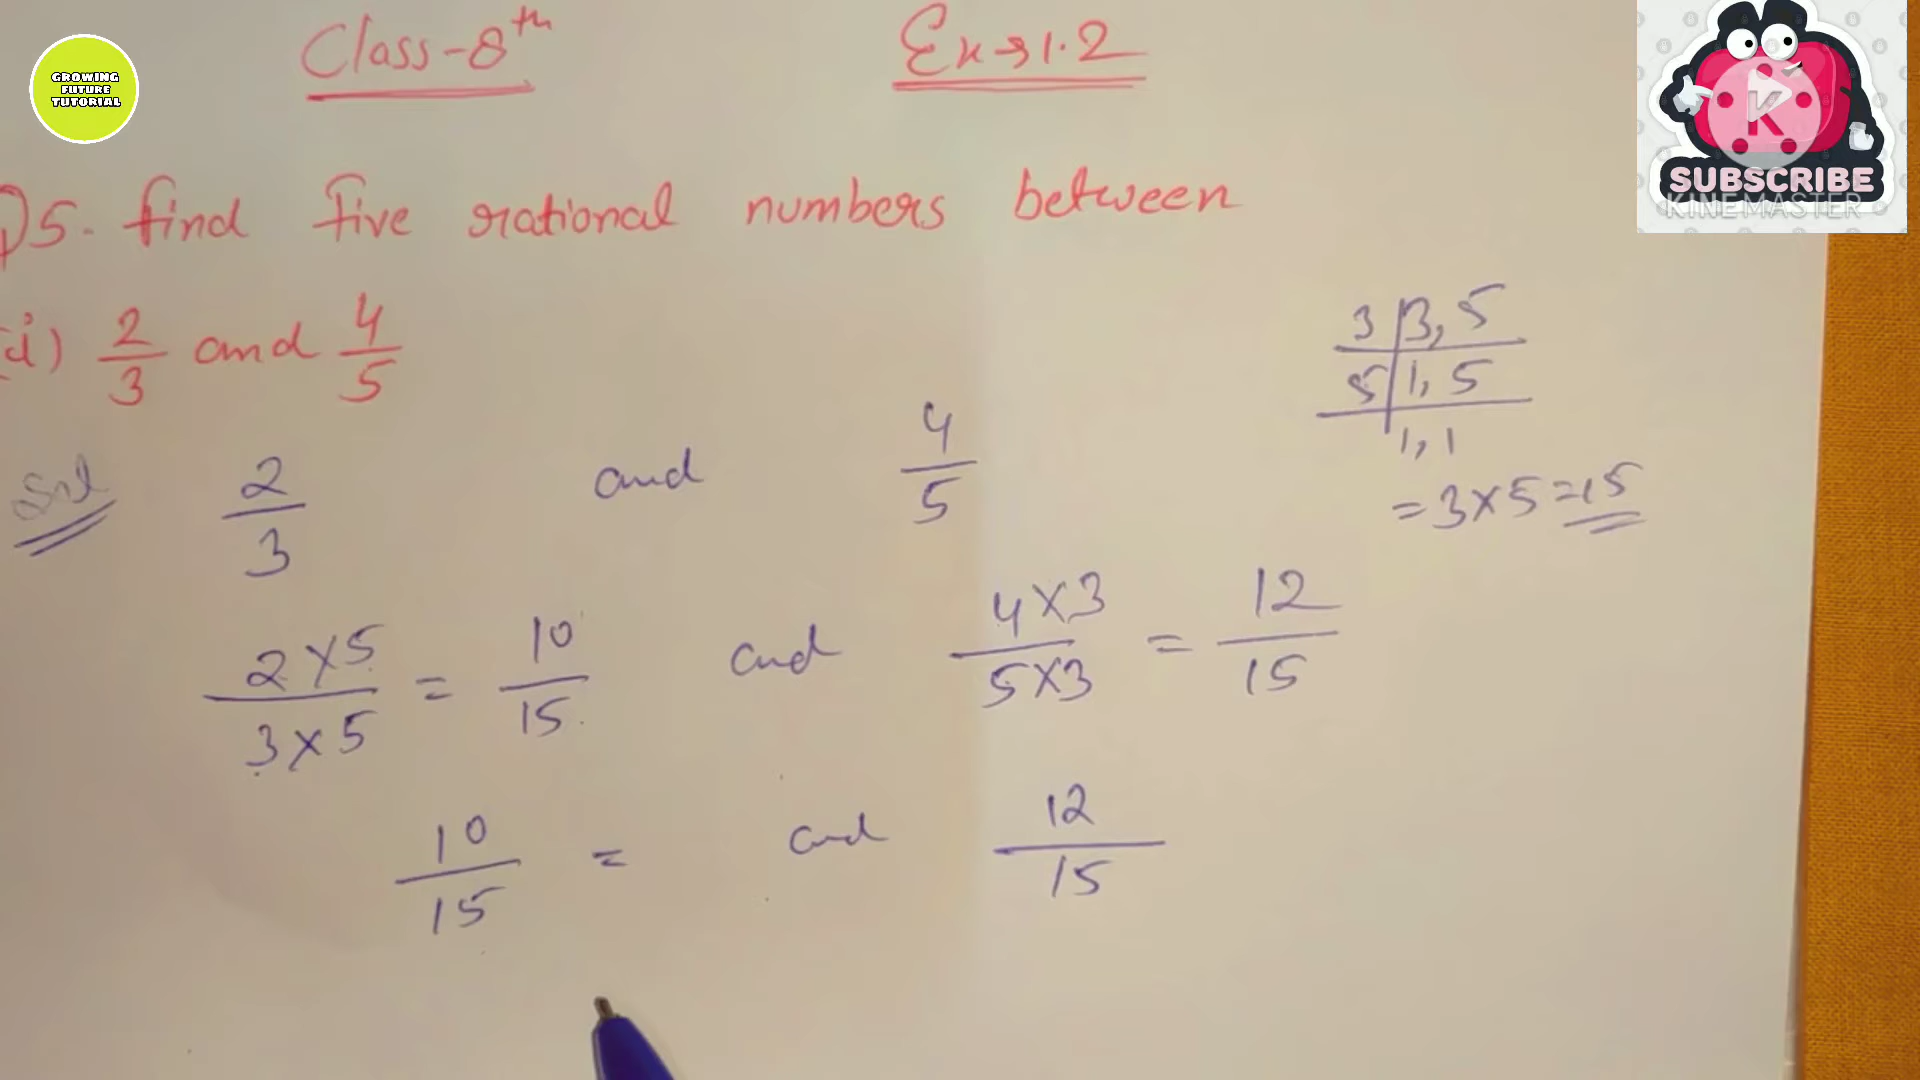 GROWING
FUTURE
TUTORIAL
Class-8th
Ex→1.2
SUBSCRIBE
KINEMASTER
Q5. find five rational numbers between
(i) 2/3 and 4/5
3 | 3, 5
5 | 1, 5
1, 1
= 3×5=15
Sol 2/3 and 4/5
2×5/3×5 = 10/15 and 4×3/5×3 = 12/15
10/15 = and 12/15